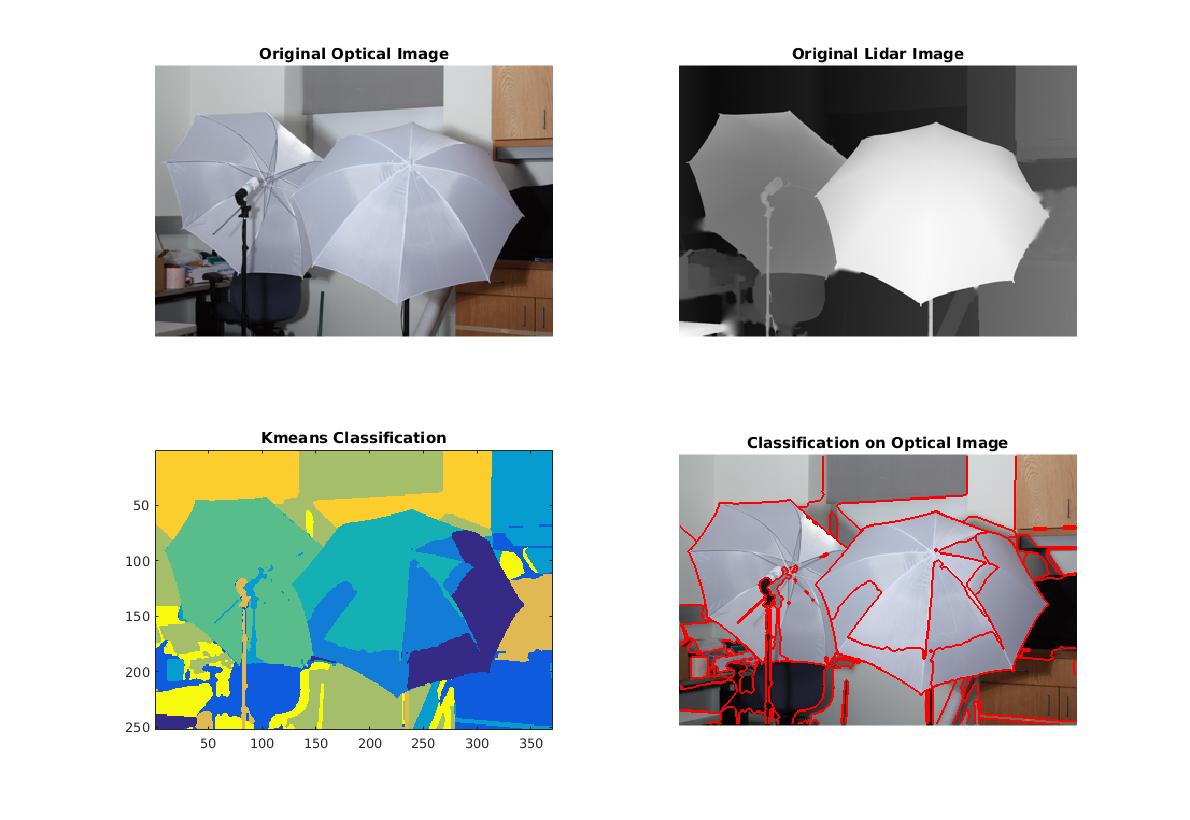 Original Optical Image
Original Lidar Image
Kmeans Classification
50
100
150
200
250
50 100 150 200 250 300 350
Classification on Optical Image